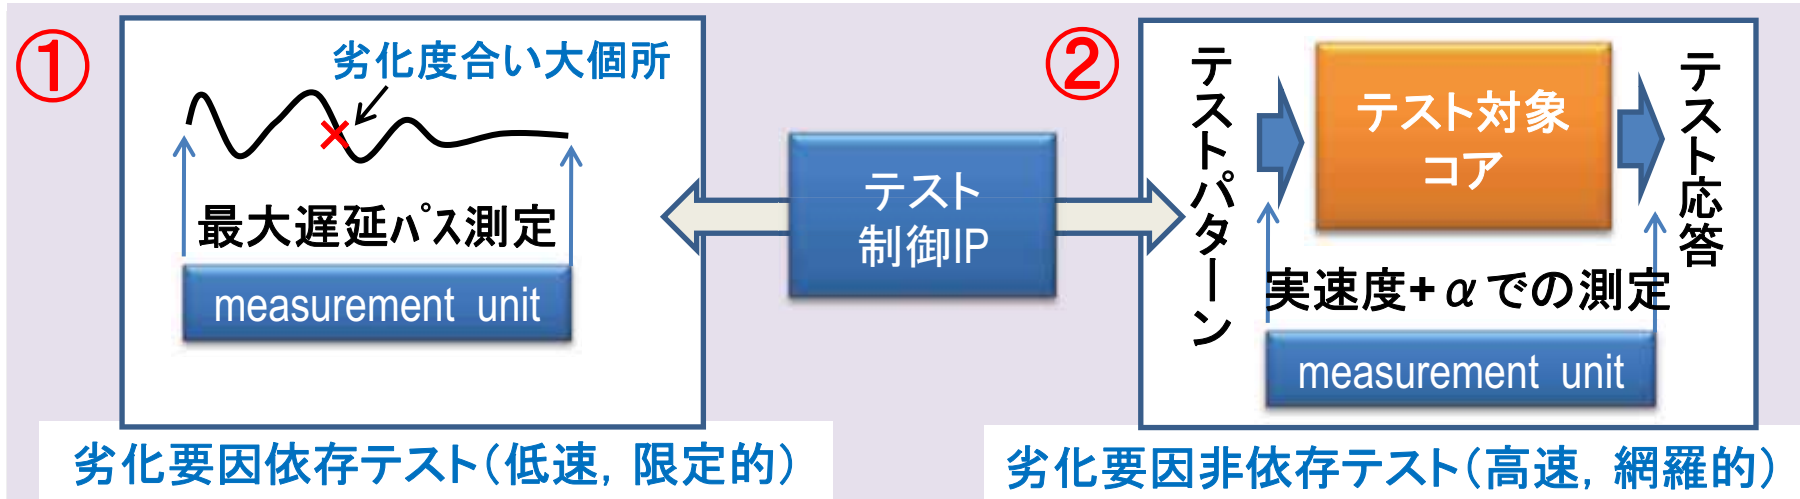 ①
劣化度合い大個所
最大遅延パス測定
measurement unit
劣化要因依存テスト（低速，限定的）
テスト
制御IP
②
テストパターン
テスト対象
コア
テスト応答
実速度+αでの測定
measurement unit
劣化要因非依存テスト（高速，網羅的）